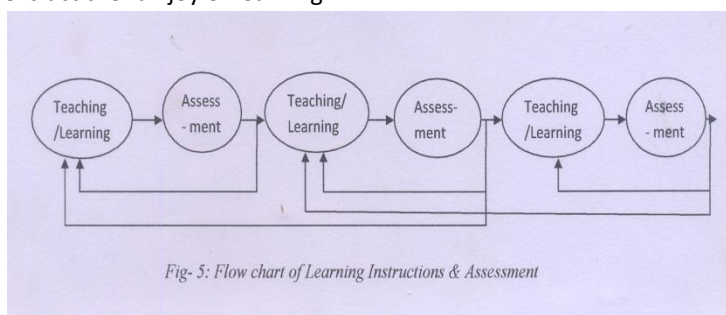 Teaching
/Learning
Assess
- ment
Teaching/
Learning
Assess-
ment
Teaching
/Learning
Assess
- ment
Fig- 5: Flow chart of Learning Instructions & Assessment